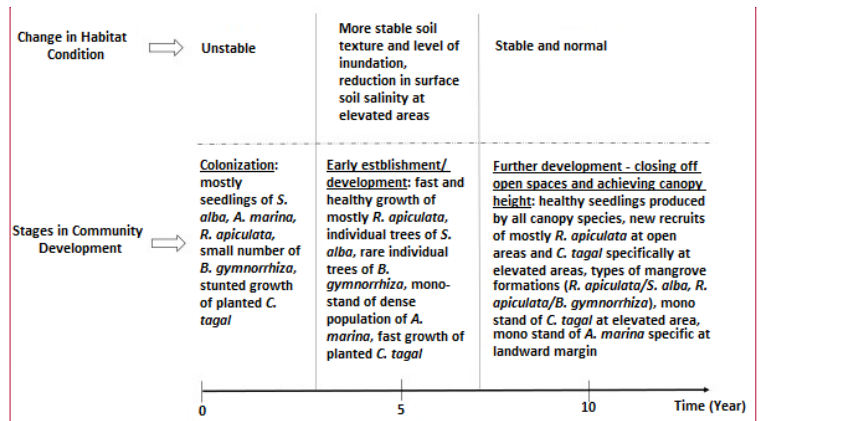 Change in Habitat
Condition
Unstable
More stable soil
texture and level of
inundation,
reduction in surface
soil salinity at
elevated areas
Stable and normal
Stages in Community
Development
Colonization:
mostly
seedlings of S.
alba, A. marina,
R. apiculata,
small number of
B. gymnorrhiza,
stunted growth
of planted C.
tagal
Early estblishment/
development: fast and
healthy growth of
mostly R. apiculata,
individual trees of S.
alba, rare individual
trees of B.
gymnorrhiza, mono-
stand of dense
population of A.
marina, fast growth of
planted C. tagal
Further development - closing off
open spaces and achieving canopy
height: healthy seedlings produced
by all canopy species, new recruits
of mostly R. apiculata at open
areas and C. tagal specifically at
elevated areas, types of mangrove
formations (R. apiculata/S. alba, R.
apiculata/B. gymnorrhiza), mono
stand of C. tagal at elevated area,
mono stand of A. marina specific at
landward margin
0
5
10
Time (Year)